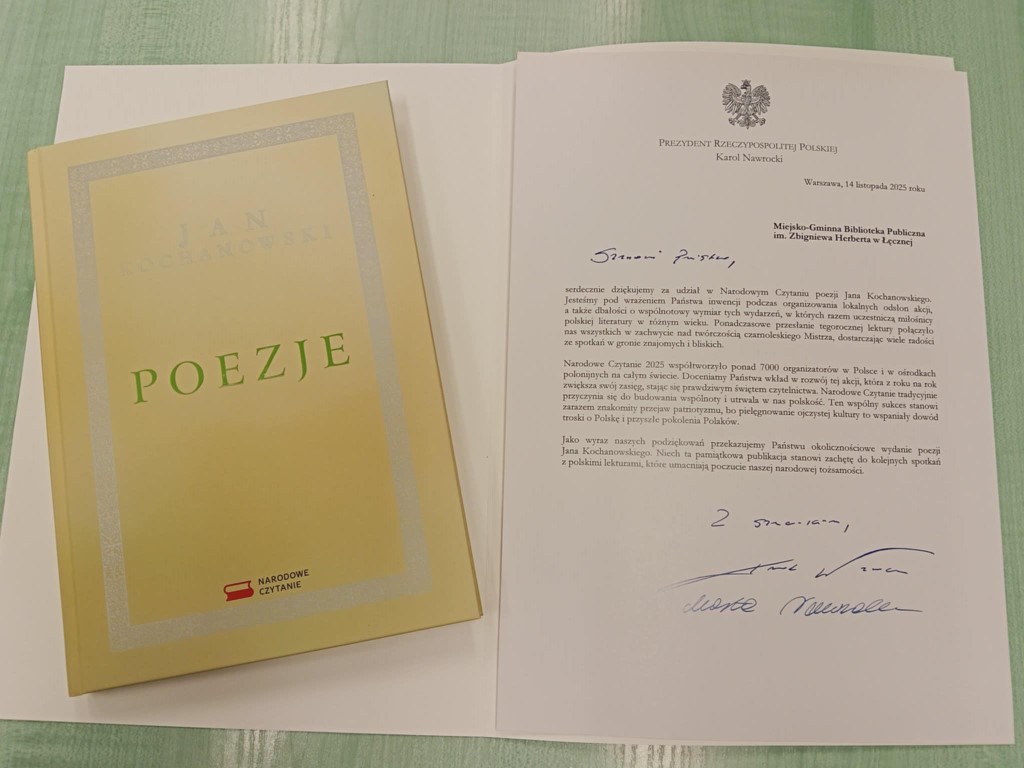 JAN
KOCHANOWSKI
POEZJE
NARODOWE
CZYTANIE
PREZYDENT RZECZYPOSPOLITEJ POLSKIEJ
Karol Nawrocki
Warszawa, 14 listopada 2025 roku
Miejsko-Gminna Biblioteka Publiczna
im. Zbigniewa Herberta w Łęcznej
Szanowni Państwo,
serdecznie dziękujemy za udział w Narodowym Czytaniu poezji Jana Kochanowskiego.
Jesteśmy pod wrażeniem Państwa inwencji podczas organizowania lokalnych odsłon akcji,
a także dbałości o wspólnotowy wymiar tych wydarzeń, w których razem uczestniczą miłośnicy
polskiej literatury w różnym wieku. Ponadczasowe przesłanie tegorocznej lektury połączyło
nas wszystkich w zachwycie nad twórczością czarnoleskiego Mistrza, dostarczając wiele radości
ze spotkań w gronie znajomych i bliskich.
Narodowe Czytanie 2025 współtworzyło ponad 7000 organizatorów w Polsce i w ośrodkach
polonijnych na całym świecie. Doceniamy Państwa wkład w rozwój tej akcji, która z roku na rok
zwiększa swój zasięg, stając się prawdziwym świętem czytelnictwa. Narodowe Czytanie tradycyjnie
przyczynia się do budowania wspólnoty i utrwala w nas polskość. Ten wspólny sukces stanowi
zarazem znakomity przejaw patriotyzmu, bo pielęgnowanie ojczystej kultury to wspaniały dowód
troski o Polskę i przyszłe pokolenia Polaków.
Jako wyraz naszych podziękowań przekazujemy Państwu okolicznościowe wydanie poezji
Jana Kochanowskiego. Niech ta pamiątkowa publikacja stanowi zachętę do kolejnych spotkań
z polskimi lekturami, które umacniają poczucie naszej narodowej tożsamości.
Z szacunkiem,
Marta Nawrocka